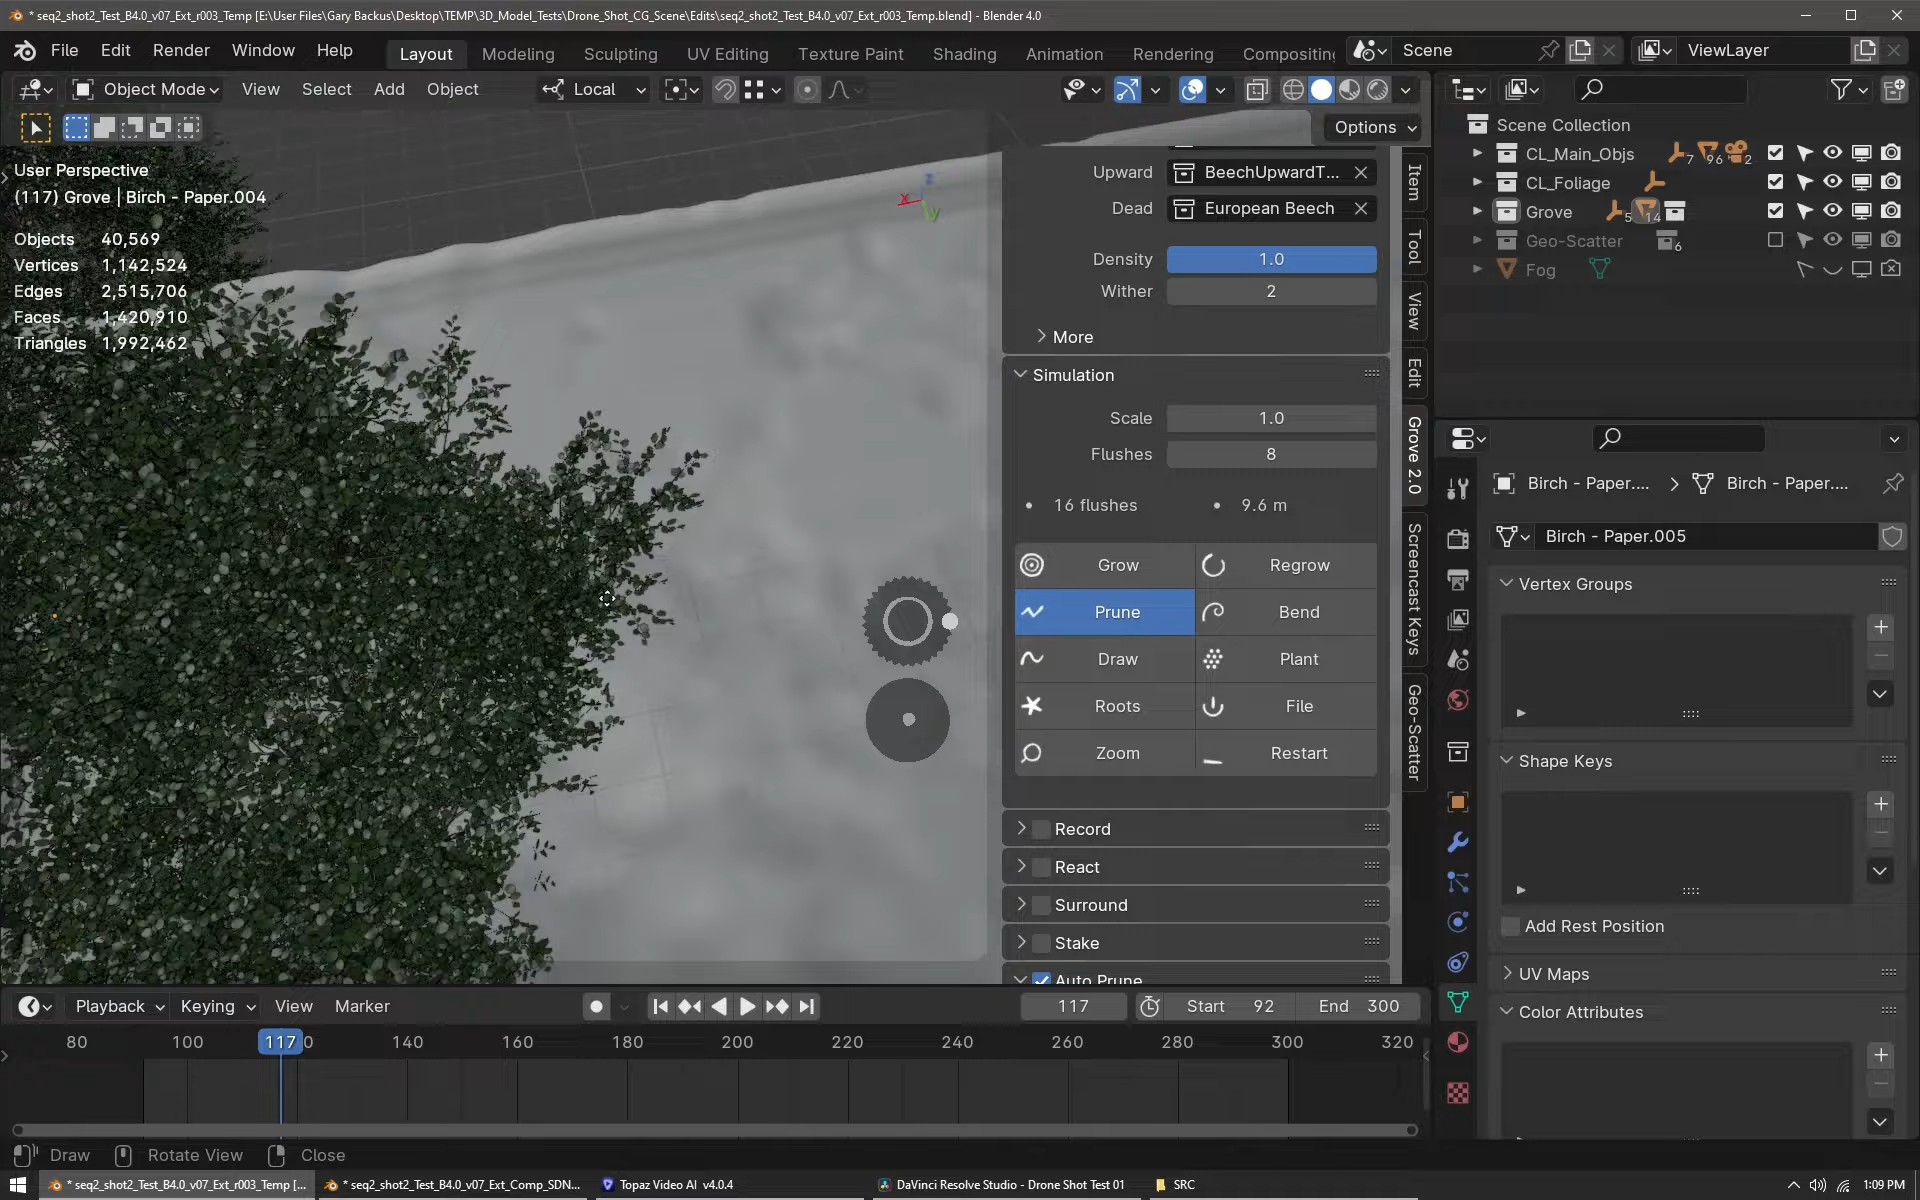 * seq2_shot2_Test_B4.0_v07_Ext_r003_Temp [E:\User Files\Gary Backus\Desktop\TEMP\3D_Model_Tests\Drone_Shot_CG_Scene\Edits\seq2_shot2_Test_B4.0_v07_Ext_r003_Temp.blend] - Blender 4.0
File Edit Render Window Help Layout Modeling Sculpting UV Editing Texture Paint Shading Animation Rendering Compositing Scene ViewLayer
Object Mode View Select Add Object Local
Options
User Perspective
(117) Grove | Birch - Paper.004
Objects 40,569
Vertices 1,142,524
Edges 2,515,706
Faces 1,420,910
Triangles 1,992,462
X
Y
Upward BeechUpwardT...
Dead European Beech
Density 1.0
Wither 2
More
Simulation
Scale 1.0
Flushes 8
• 16 flushes • 9.6 m
Grow Regrow
Prune Bend
Draw Plant
Roots File
Zoom Restart
Record
React
Surround
Stake
Auto Prune
Item
Tool
View
Edit
Grove 2.0
Screencast Keys
Geo-Scatter
Scene Collection
CL_Main_Objs 7 96 2
CL_Foliage
Grove 5 14
Geo-Scatter 6
Fog
Birch - Paper.... Birch - Paper....
Birch - Paper.005
Vertex Groups
Shape Keys
Add Rest Position
UV Maps
Color Attributes
Playback Keying View Marker 117 Start 92 End 300
80 100 117 0 140 160 180 200 220 240 260 280 300 320
Draw Rotate View Close
* seq2_shot2_Test_B4.0_v07_Ext_r003_Temp [... * seq2_shot2_Test_B4.0_v07_Ext_Comp_SDN... Topaz Video AI v4.0.4 DaVinci Resolve Studio - Drone Shot Test 01 SRC 1:09 PM